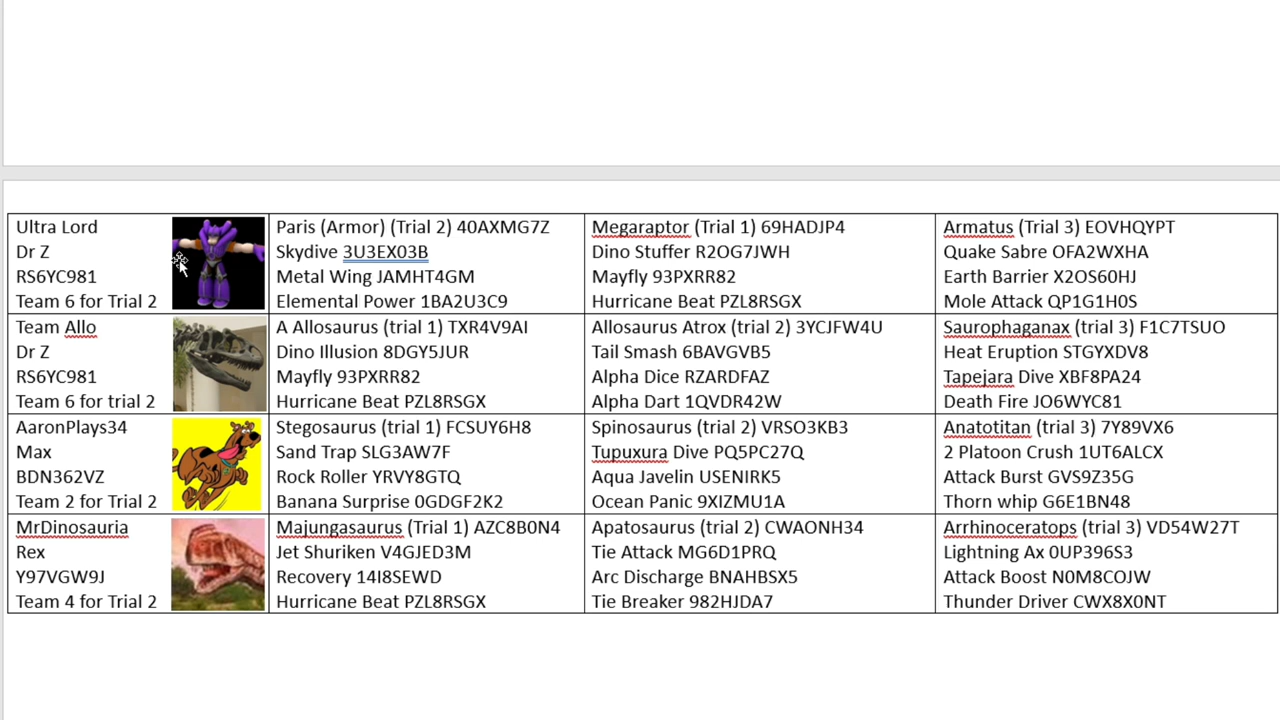 Ultra Lord
Dr Z
RS6YC981
Team 6 for Trial 2
Paris (Armor) (Trial 2) 40AXMG7Z
Skydive 3U3EX03B
Metal Wing JAMHT4GM
Elemental Power 1BA2U3C9
Megaraptor (Trial 1) 69HADJP4
Dino Stuffer R2OG7JWH
Mayfly 93PXRR82
Hurricane Beat PZL8RSGX
Armatus (Trial 3) EOVHQYPT
Quake Sabre OFA2WXHA
Earth Barrier X2OS60HJ
Mole Attack QP1G1H0S
Team Allo
Dr Z
RS6YC981
Team 6 for trial 2
A Allosaurus (trial 1) TXR4V9AI
Dino Illusion 8DGY5JUR
Mayfly 93PXRR82
Hurricane Beat PZL8RSGX
Allosaurus Atrox (trial 2) 3YCJFW4U
Tail Smash 6BAVGVB5
Alpha Dice RZARDFAZ
Alpha Dart 1QVDR42W
Saurophaganax (trial 3) F1C7TSUO
Heat Eruption STGYXDV8
Tapejara Dive XBF8PA24
Death Fire JO6WYC81
AaronPlays34
Max
BDN362VZ
Team 2 for Trial 2
Stegosaurus (trial 1) FCSUY6H8
Sand Trap SLG3AW7F
Rock Roller YRVY8GTQ
Banana Surprise 0GDGF2K2
Spinosaurus (trial 2) VRSO3KB3
Tupuxura Dive PQ5PC27Q
Aqua Javelin USENIRK5
Ocean Panic 9XIZMU1A
Anatotitan (trial 3) 7Y89VX6
2 Platoon Crush 1UT6ALCX
Attack Burst GVS9Z35G
Thorn whip G6E1BN48
MrDinosauria
Rex
Y97VGW9J
Team 4 for Trial 2
Majungasaurus (Trial 1) AZC8B0N4
Jet Shuriken V4GJED3M
Recovery 14I8SEWD
Hurricane Beat PZL8RSGX
Apatosaurus (trial 2) CWAONH34
Tie Attack MG6D1PRQ
Arc Discharge BNAHBSX5
Tie Breaker 982HJDA7
Arrhinoceratops (trial 3) VD54W27T
Lightning Ax 0UP396S3
Attack Boost N0M8COJW
Thunder Driver CWX8X0NT